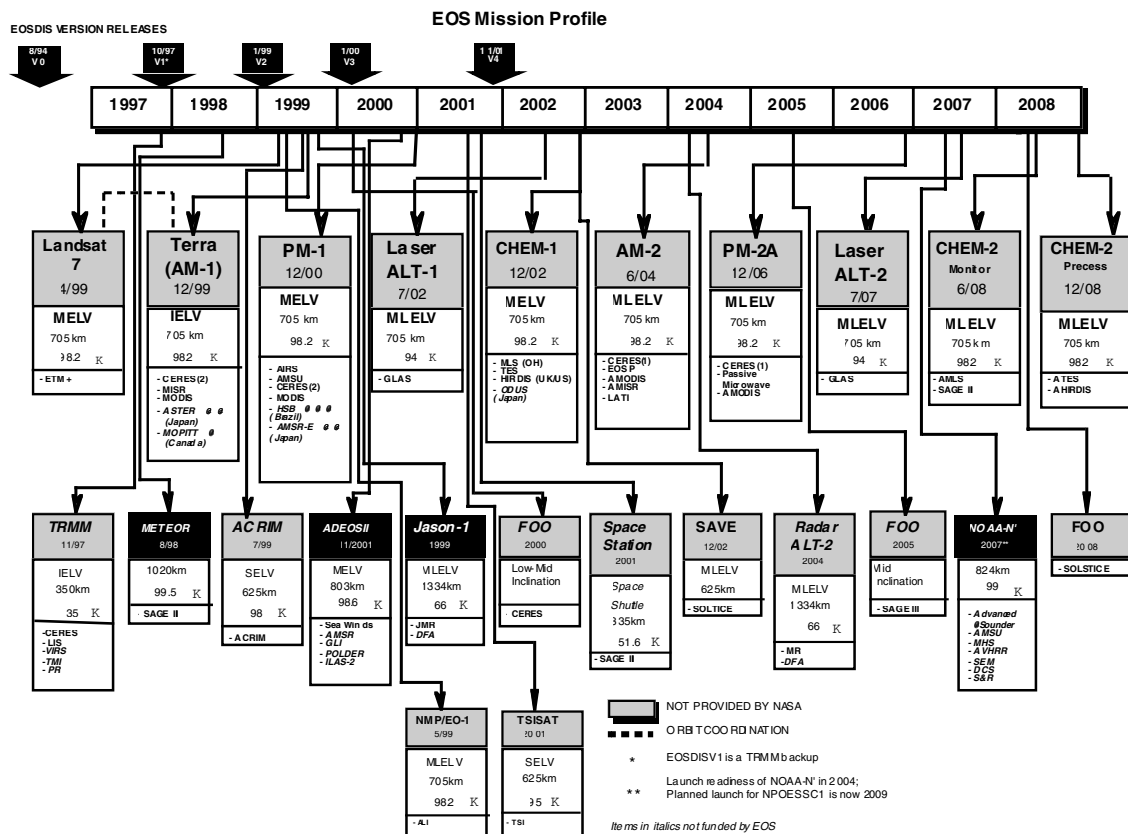 EOS Mission Profile
EOSDIS VERSION RELEASES
8/94
V0
10/97
V1*
1/99
V2
1/00
V3
11/01
V4
1997
1998
1999
2000
2001
2002
2003
2004
2005
2006
2007
2008
Landsat
7
4/99
MELV
705 km
98.2 K
- ETM +
Terra
(AM-1)
12/99
IELV
705 km
982 K
- CERES(2)
- MISR
- MODIS
- ASTER
(Japan)
- MOPITT
(Canada)
PM-1
12/00
MELV
705 km
98.2 K
- AIRS
- AMSU
- CERES(2)
- MODIS
- HSB
(Brazil)
- AMSR-E
(Japan)
Laser
ALT-1
7/02
MLELV
705 km
94 K
- GLAS
CHEM-1
12/02
MELV
705 km
98.2 K
- MLS (OH)
- TES
- HIRDIS (UK/US)
- ODUS
(Japan)
AM-2
6/04
MLELV
705 km
98.2 K
- CERES(1)
- EOSP
- AMODIS
- AMISR
- LATI
PM-2A
12/06
MLELV
705 km
98.2 K
- CERES (1)
- Passive
Microwave
- AMODIS
Laser
ALT-2
7/07
MLELV
705 km
94 K
- GLAS
CHEM-2
Monitor
6/08
MLELV
705 km
982 K
- AMLS
- SAGE II
CHEM-2
Precess
12/08
MLELV
705 km
982 K
- ATES
- AHIRDIS
TRMM
11/97
IELV
350km
35 K
-CERES
- LIS
-VIRS
-TMI
- PR
METEOR
8/98
1020km
99.5 K
SAGE II
ACRIM
7/99
SELV
625km
98 K
- ACRIM
ADEOSII
11/2001
MELV
803km
98.6 K
- Sea Winds
- AMSR
- GLI
- POLDER
- ILAS-2
Jason-1
1999
MLELV
1334km
66 K
- JMR
- DFA
FOO
2000
Low-Mid
Inclination
CERES
Space
Station
2001
Space
Shuttle
335km
51.6 K
- SAGE II
SAVE
12/02
MLELV
625km
- SOLTICE
Radar
ALT-2
2004
MLELV
1334km
66 K
- MR
-DFA
FOO
2005
Mid
Inclination
- SAGE III
NOAA-N'
2007**
824km
99 K
- Advanced
Sounder
- AMSU
- MHS
- AVHRR
- SEM
- DCS
- S&R
FOO
2008
- SOLSTICE
NMP/EO-1
5/99
MLELV
705km
982 K
- ALI
TSISAT
2001
SELV
625km
95 K
- TSI
NOT PROVIDED BY NASA
ORBIT COORDINATION
* EOSDISV1 is a TRMM backup
** Launch readiness of NOAA-N' in 2004;
Planned launch for NPOESSC1 is now 2009
Items in italics not funded by EOS